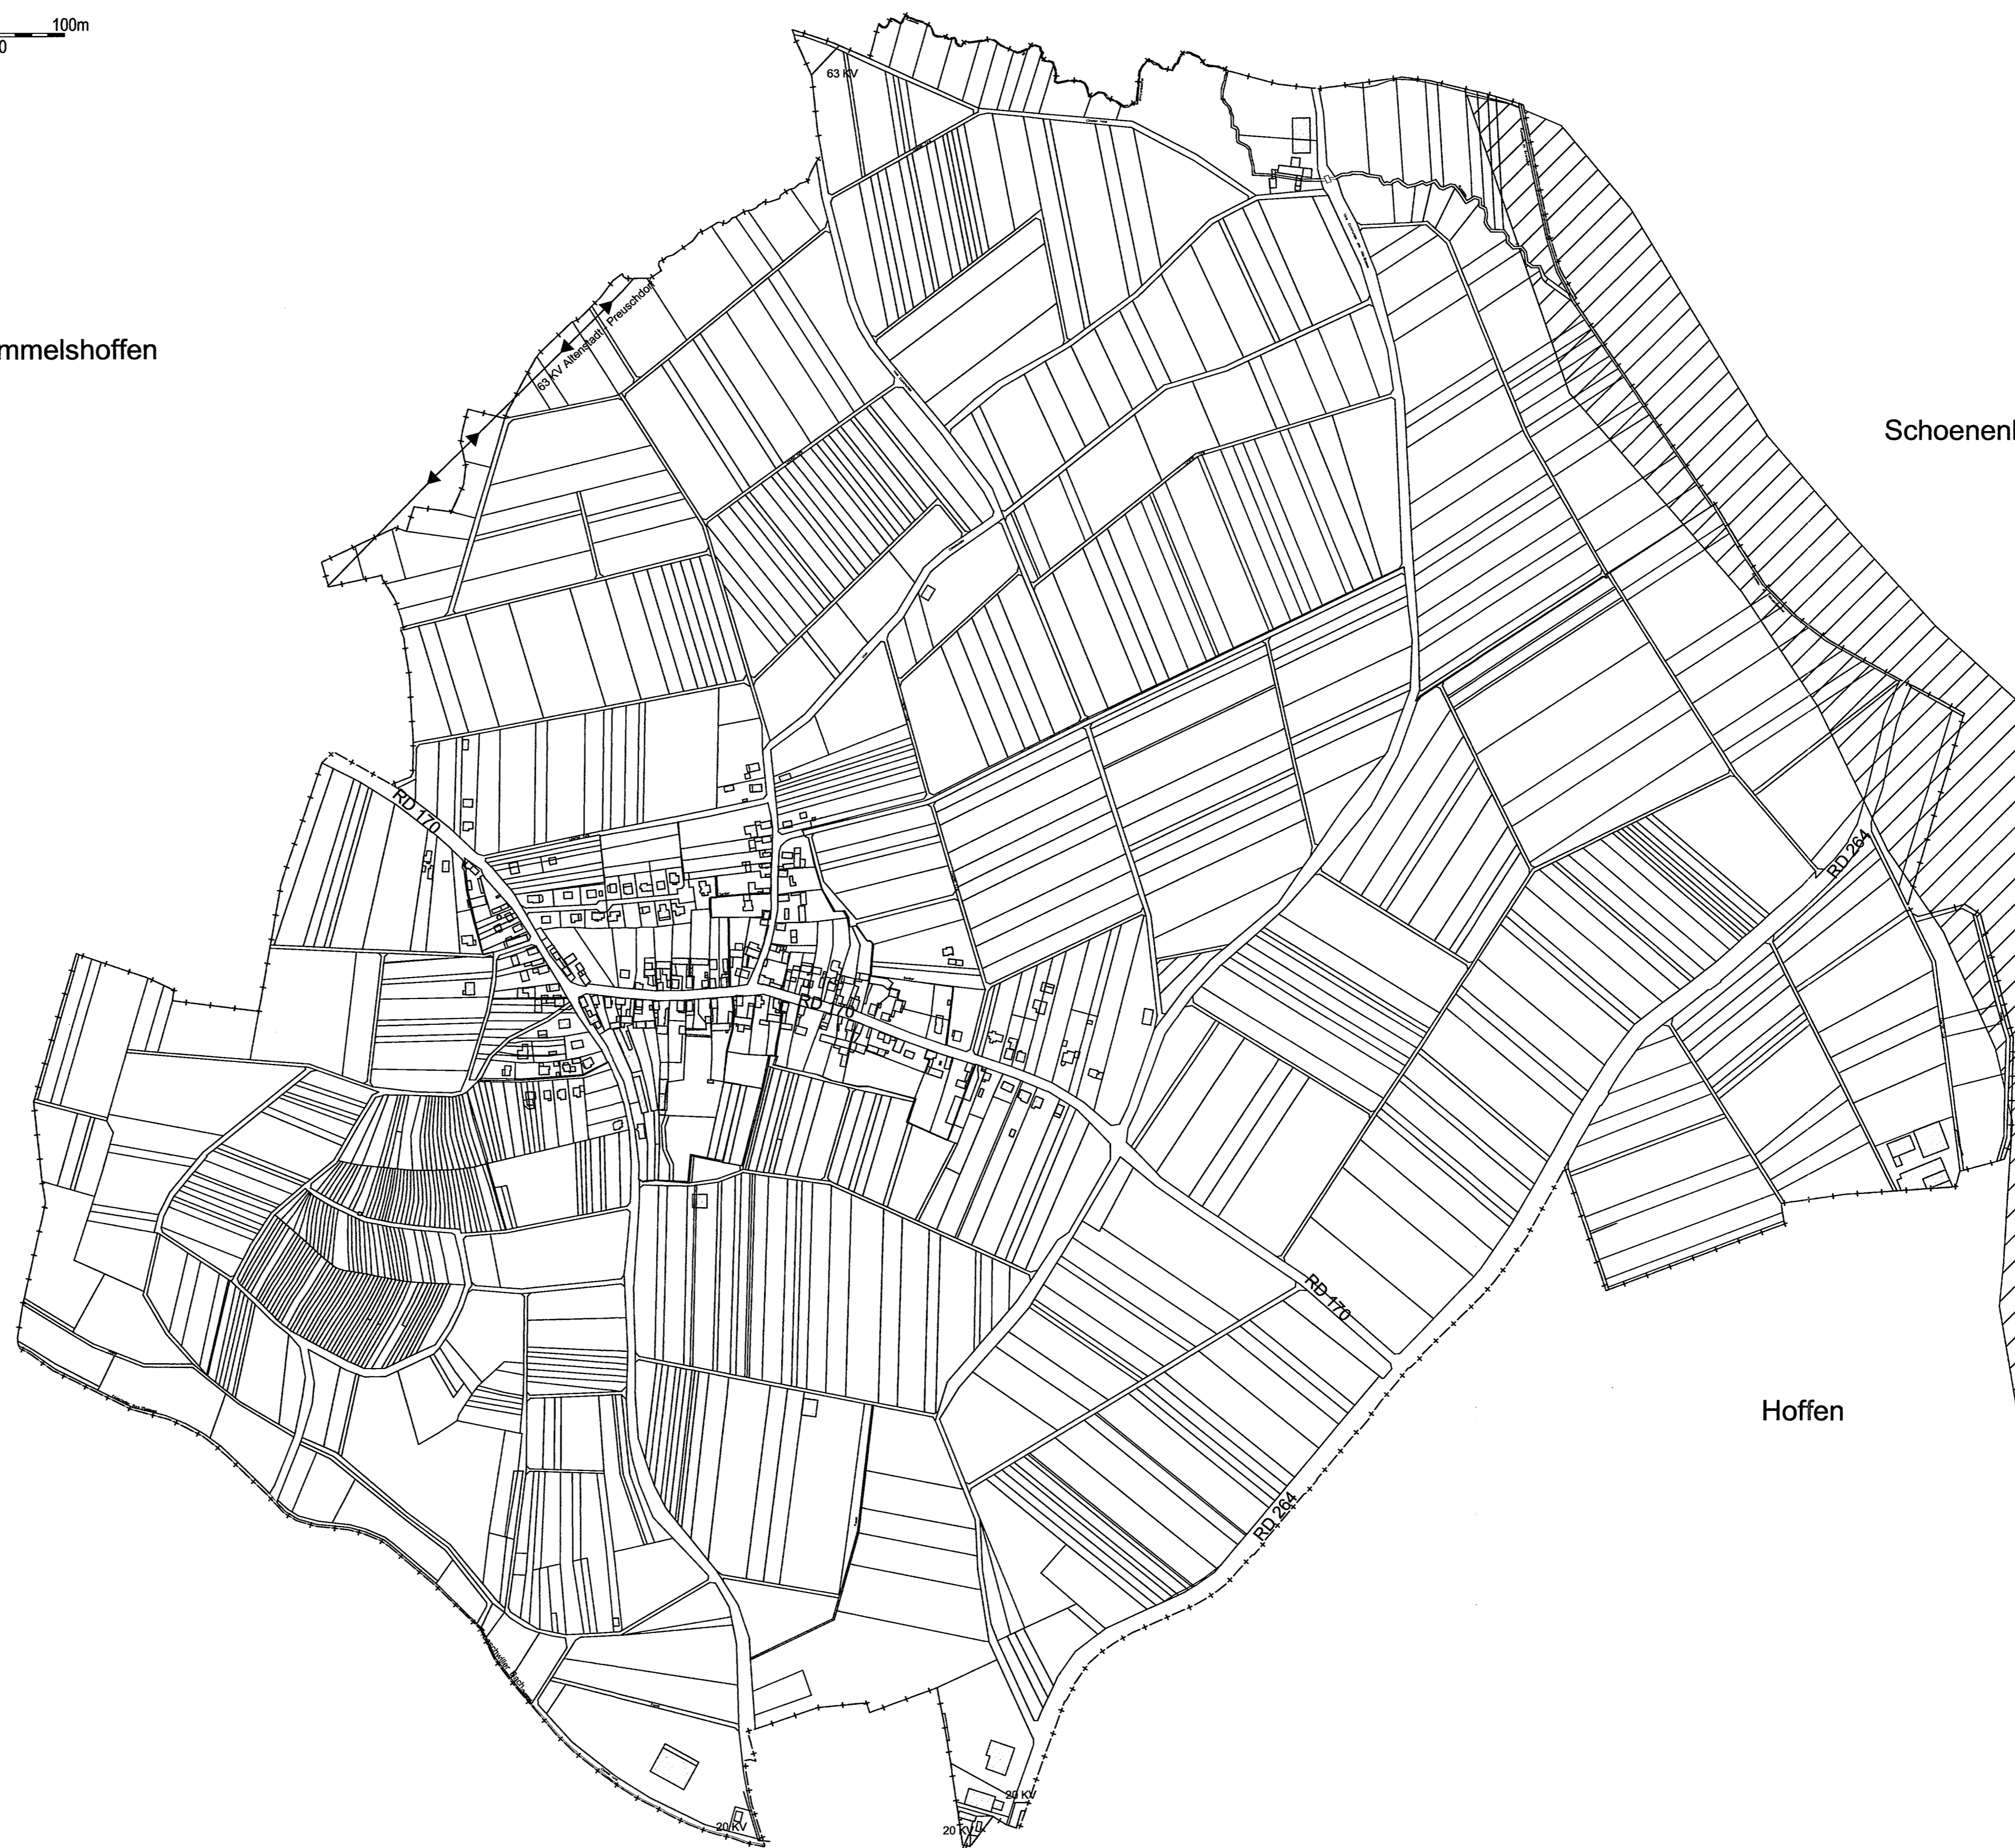 100m
0
63 KV
mmelshoffen
63 KV Altenstadt - Preuschdorf
Schoenenl
RD 170
RD 264
RD 170
RD 170
Hoffen
RD 264
20 KV
20 KV
20 KV